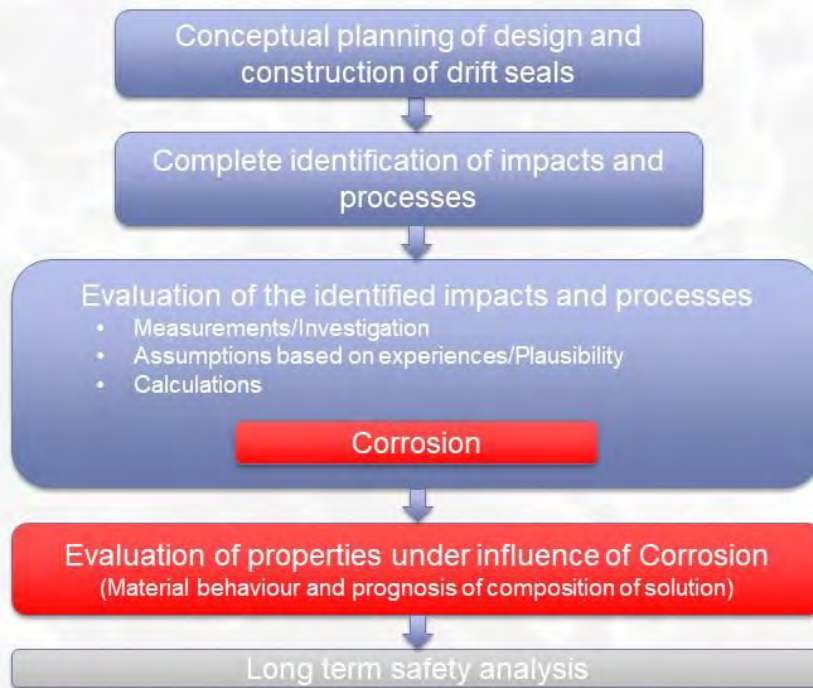 Conceptual planning of design and
construction of drift seals
Complete identification of impacts and
processes
Evaluation of the identified impacts and processes
• Measurements/Investigation
• Assumptions based on experiences/Plausibility
• Calculations
Corrosion
Evaluation of properties under influence of Corrosion
(Material behaviour and prognosis of composition of solution)
Long term safety analysis